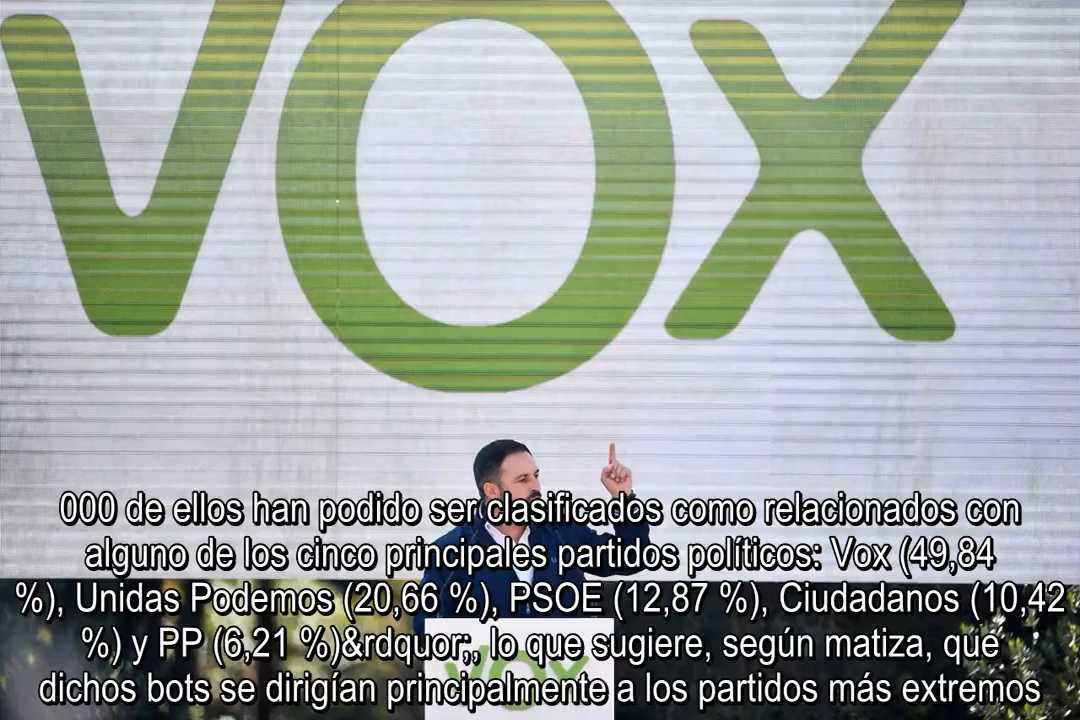 VOX
000 de ellos han podido ser clasificados como relacionados con
alguno de los cinco principales partidos políticos: Vox (49,84
%), Unidas Podemos (20,66 %), PSOE (12,87 %), Ciudadanos (10,42
%) y PP (6,21 %)&rdquor;, lo que sugiere, según matiza, que
VOX
dichos bots se dirigían principalmente a los partidos más extremos